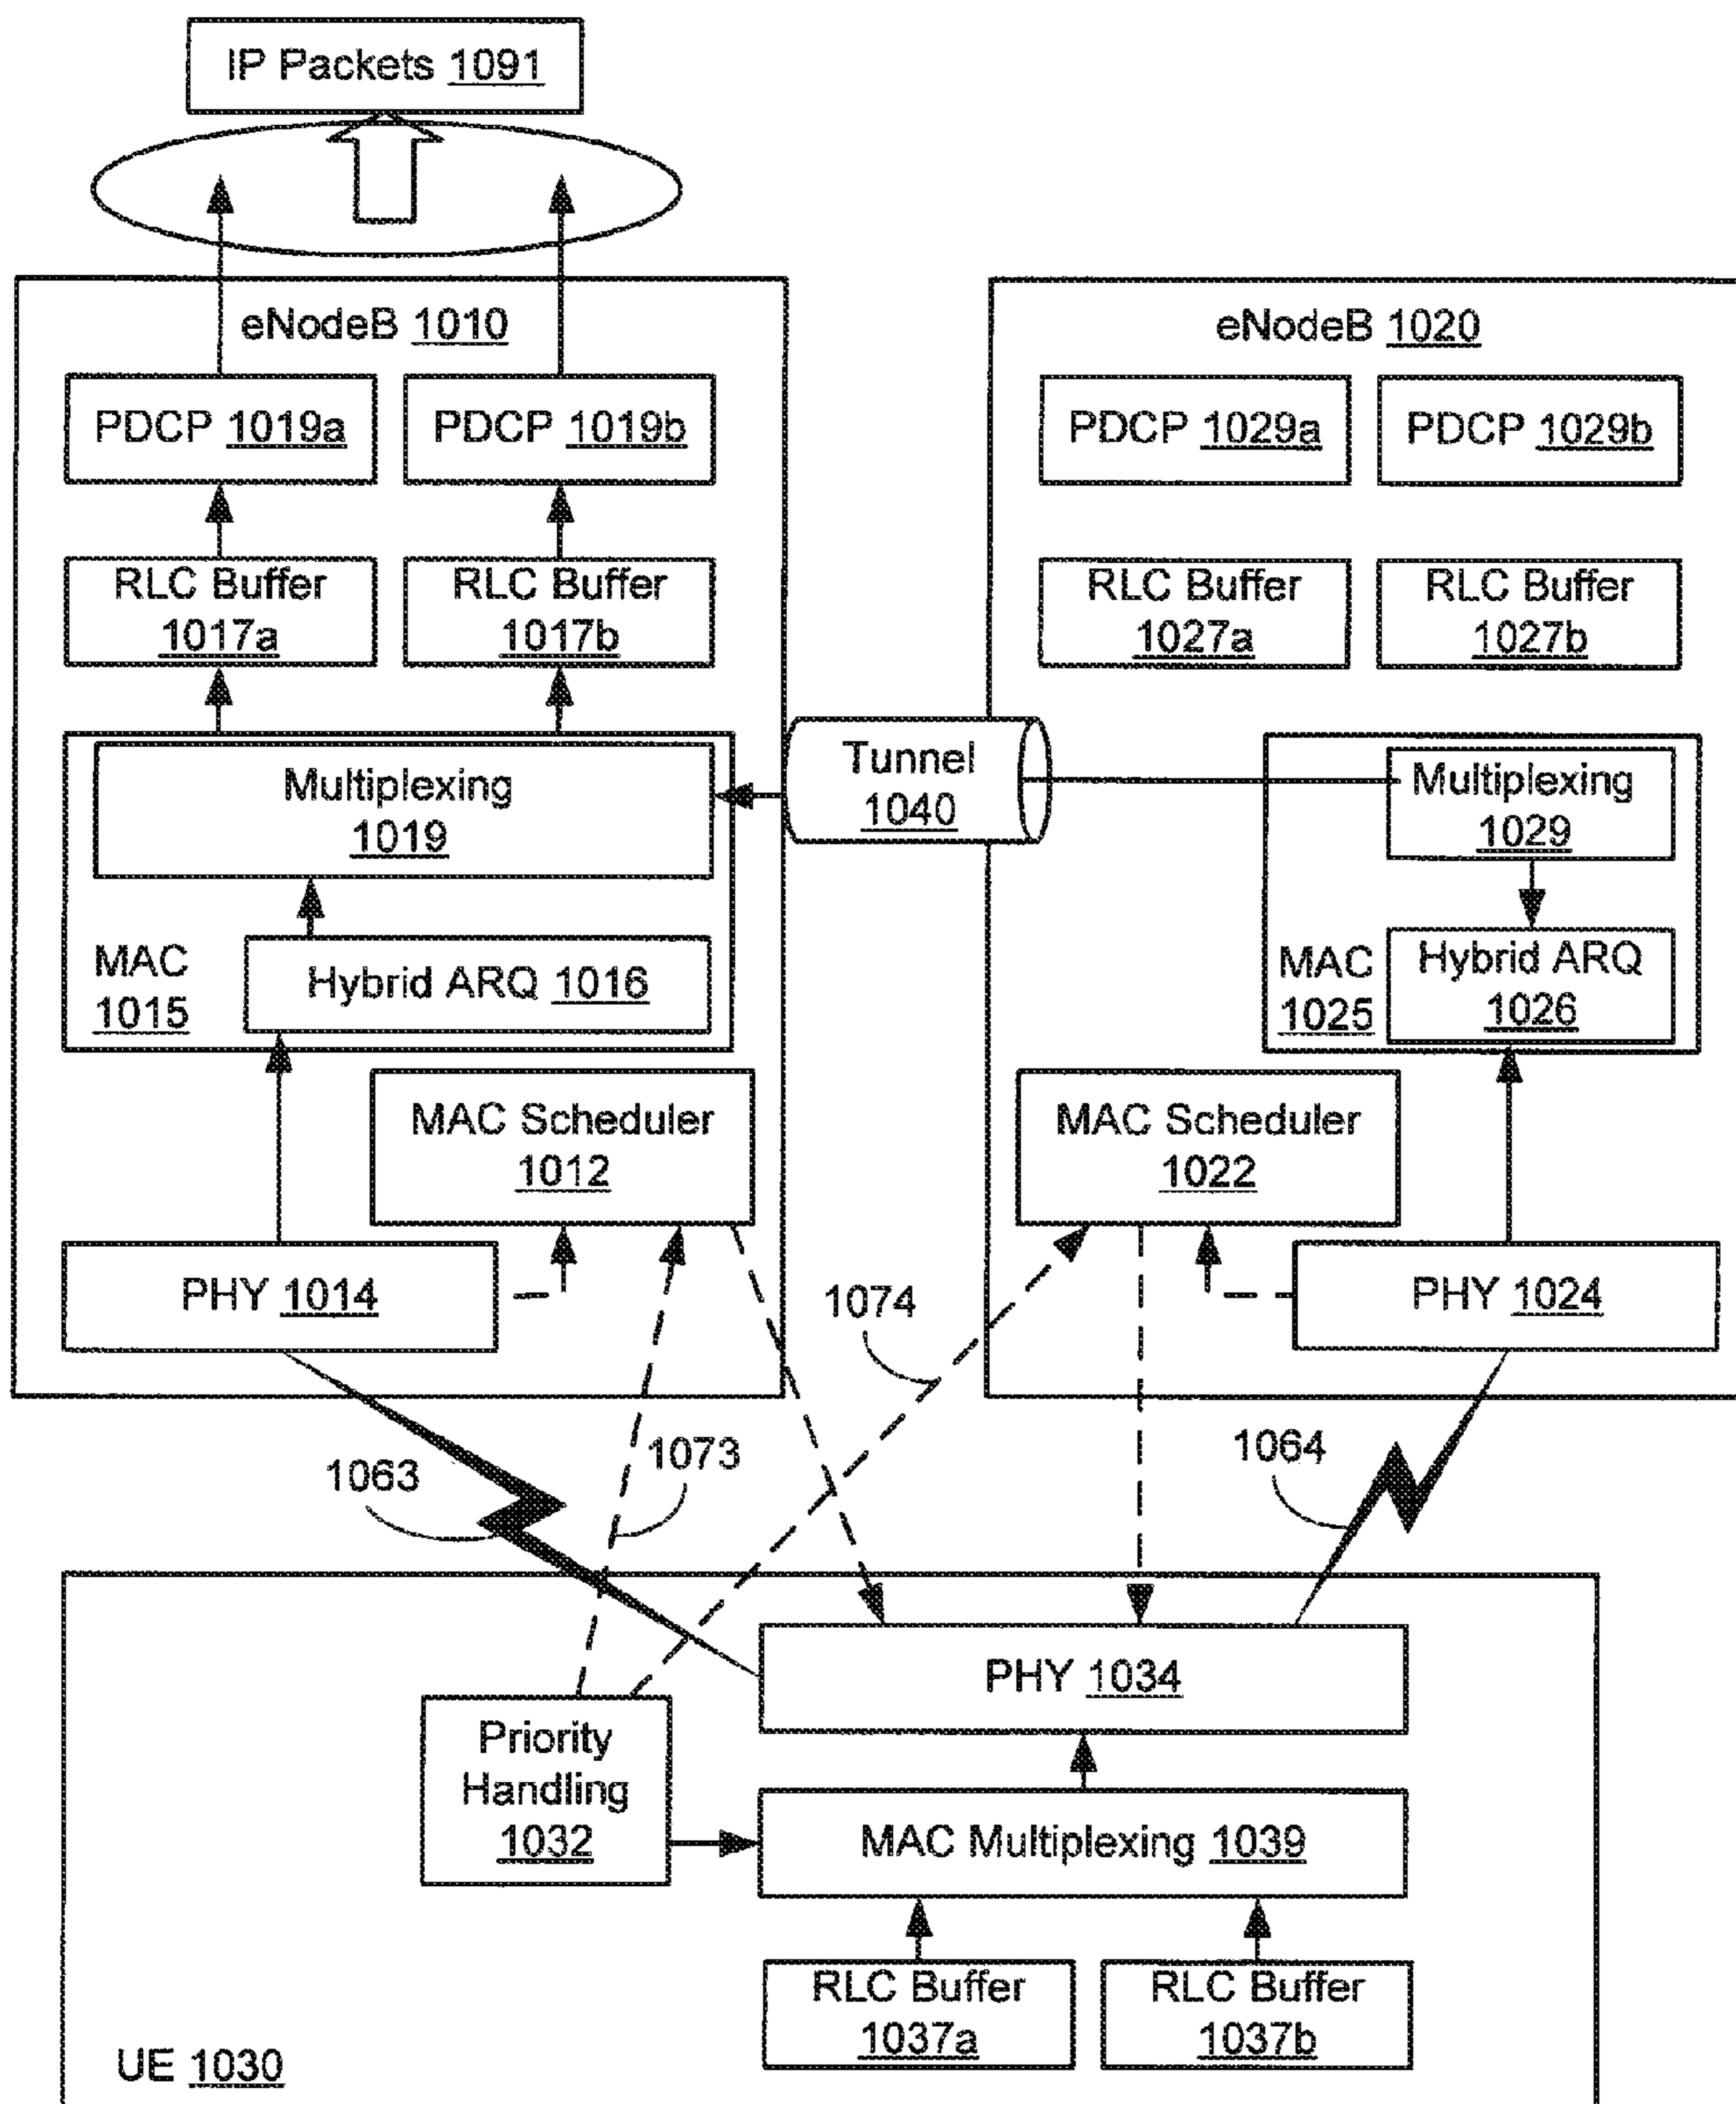 IP Packets 1091
eNodeB 1010
PDCP 1019a
PDCP 1019b
RLC Buffer
1017a
RLC Buffer
1017b
Multiplexing
1019
MAC
1015
Hybrid ARQ 1016
MAC Scheduler
1012
PHY 1014
Tunnel
1040
eNodeB 1020
PDCP 1029a
PDCP 1029b
RLC Buffer
1027a
RLC Buffer
1027b
Multiplexing
1029
MAC
1025
Hybrid ARQ
1026
MAC Scheduler
1022
PHY 1024
1074
1063
1073
1064
PHY 1034
Priority
Handling
1032
MAC Multiplexing 1039
RLC Buffer
1037a
RLC Buffer
1037b
UE 1030